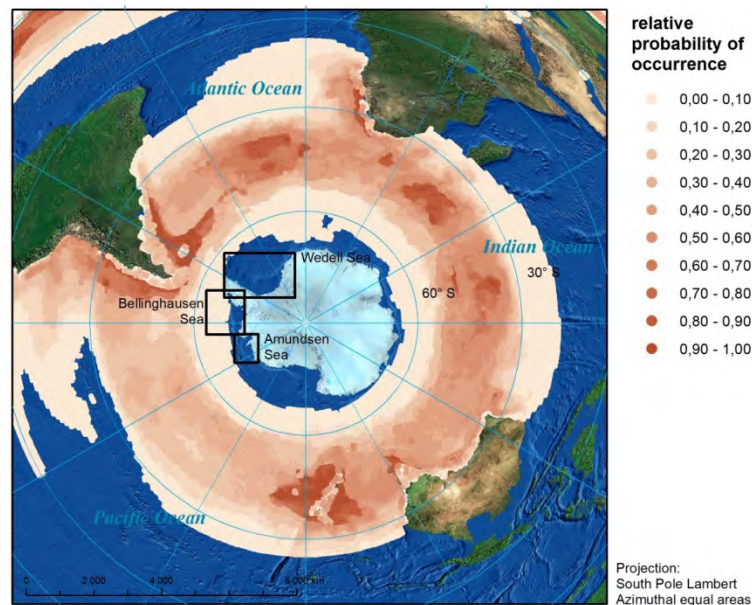 relative
probability of
occurrence
0,00 - 0,10
0,10 - 0,20
0,20 - 0,30
0,30 - 0,40
0,40 - 0,50
0,50 - 0,60
0,60 - 0,70
0,70 - 0,80
0,80 - 0,90
0,90 - 1,00
Atlantic Ocean
Indian Ocean
Wedell Sea
30° S
60° S
Bellinghausen
Sea
Amundsen
Sea
Pacific Ocean
0 2 000 4 000 6 000 8 000 km
Projection:
South Pole Lambert
Azimuthal equal areas